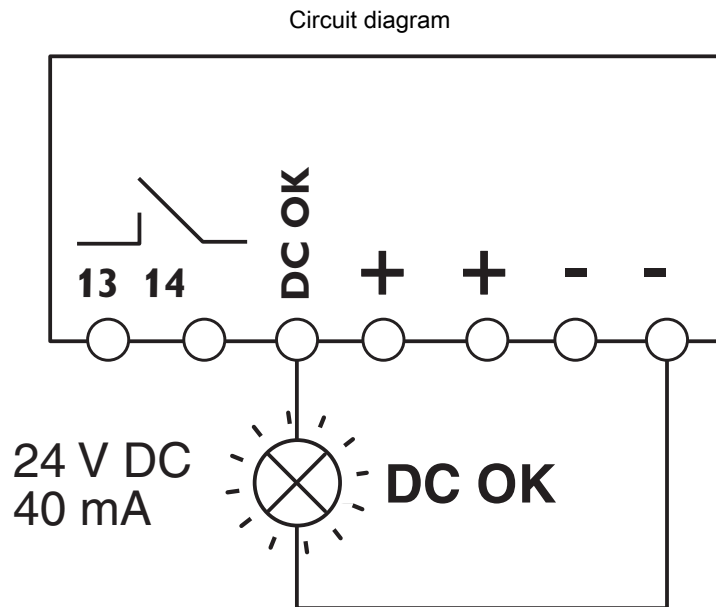 Circuit diagram
DC OK
13 14 + + - -
24 V DC
40 mA
DC OK